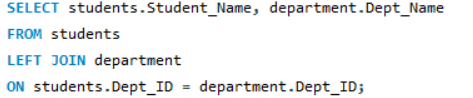 SELECT students.Student_Name, department.Dept_Name
FROM students
LEFT JOIN department
ON students.Dept_ID = department.Dept_ID;